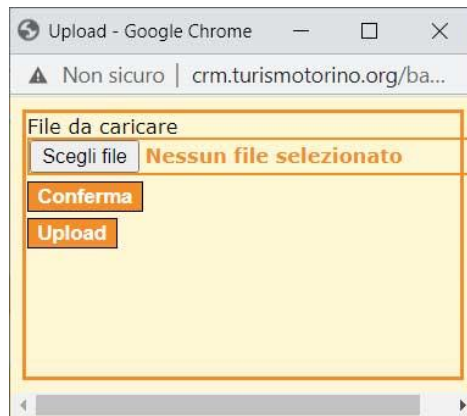 Upload - Google Chrome
Non sicuro | crm.turismotorino.org/ba...
File da caricare
Scegli file Nessun file selezionato
Conferma
Upload